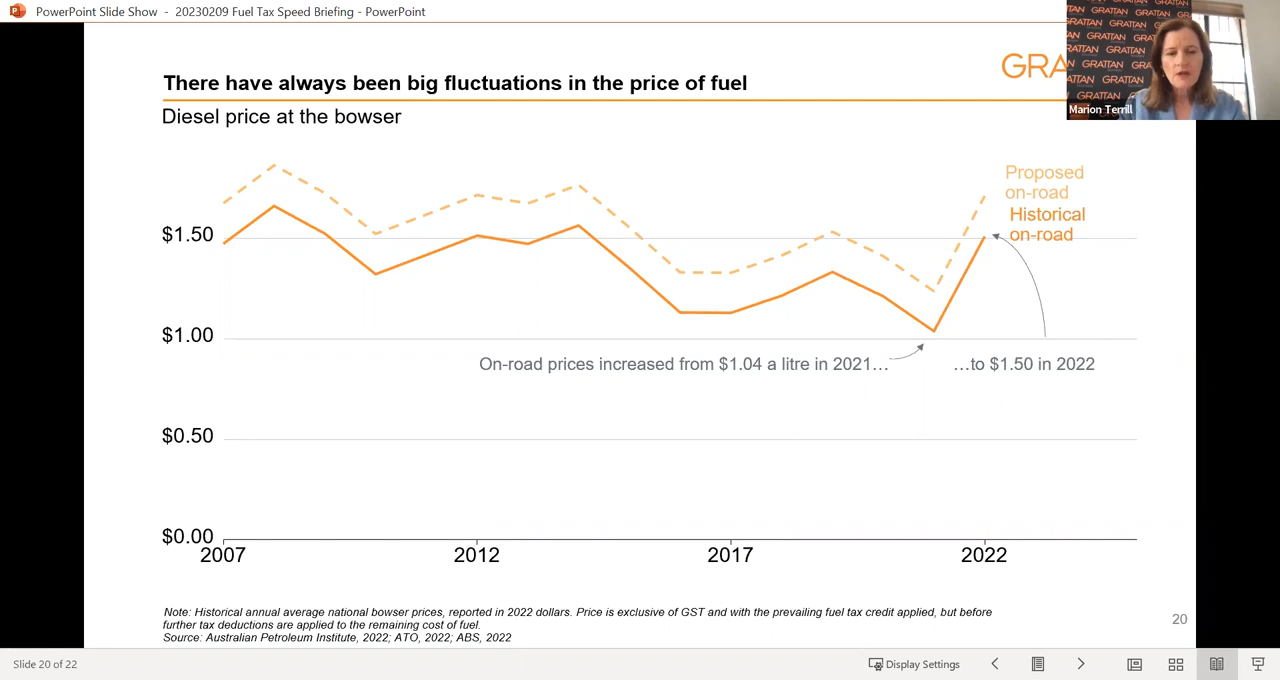 PowerPoint Slide Show - 20230209 Fuel Tax Speed Briefing - PowerPoint
GRATTAN
Marion Terrill
GRA
There have always been big fluctuations in the price of fuel
Diesel price at the bowser
Proposed
on-road
Historical
on-road
$1.50
$1.00
On-road prices increased from $1.04 a litre in 2021…
…to $1.50 in 2022
$0.50
$0.00
2007 2012 2017 2022
Note: Historical annual average national bowser prices, reported in 2022 dollars. Price is exclusive of GST and with the prevailing fuel tax credit applied, but before
further tax deductions are applied to the remaining cost of fuel.
Source: Australian Petroleum Institute, 2022; ATO, 2022; ABS, 2022
20
Slide 20 of 22
Display Settings